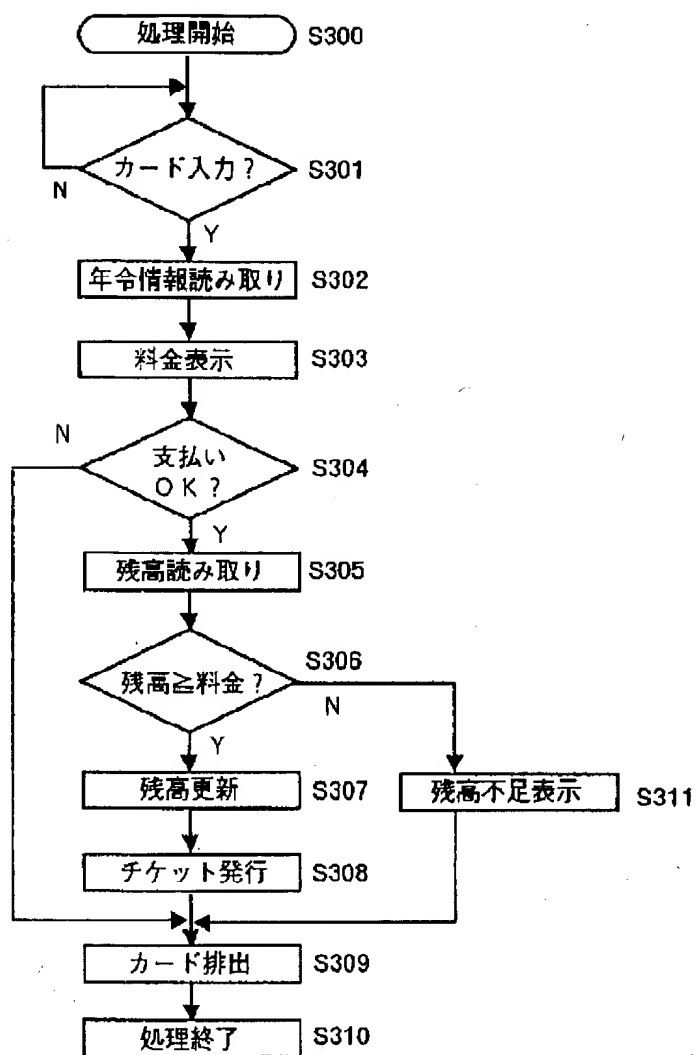 処理開始 S300
カード入力? S301
N
Y
年令情報読み取り S302
料金表示 S303
N
支払い
OK? S304
Y
残高読み取り S305
残高≧料金? S306
N
Y
残高更新 S307
残高不足表示 S311
チケット発行 S308
カード排出 S309
処理終了 S310